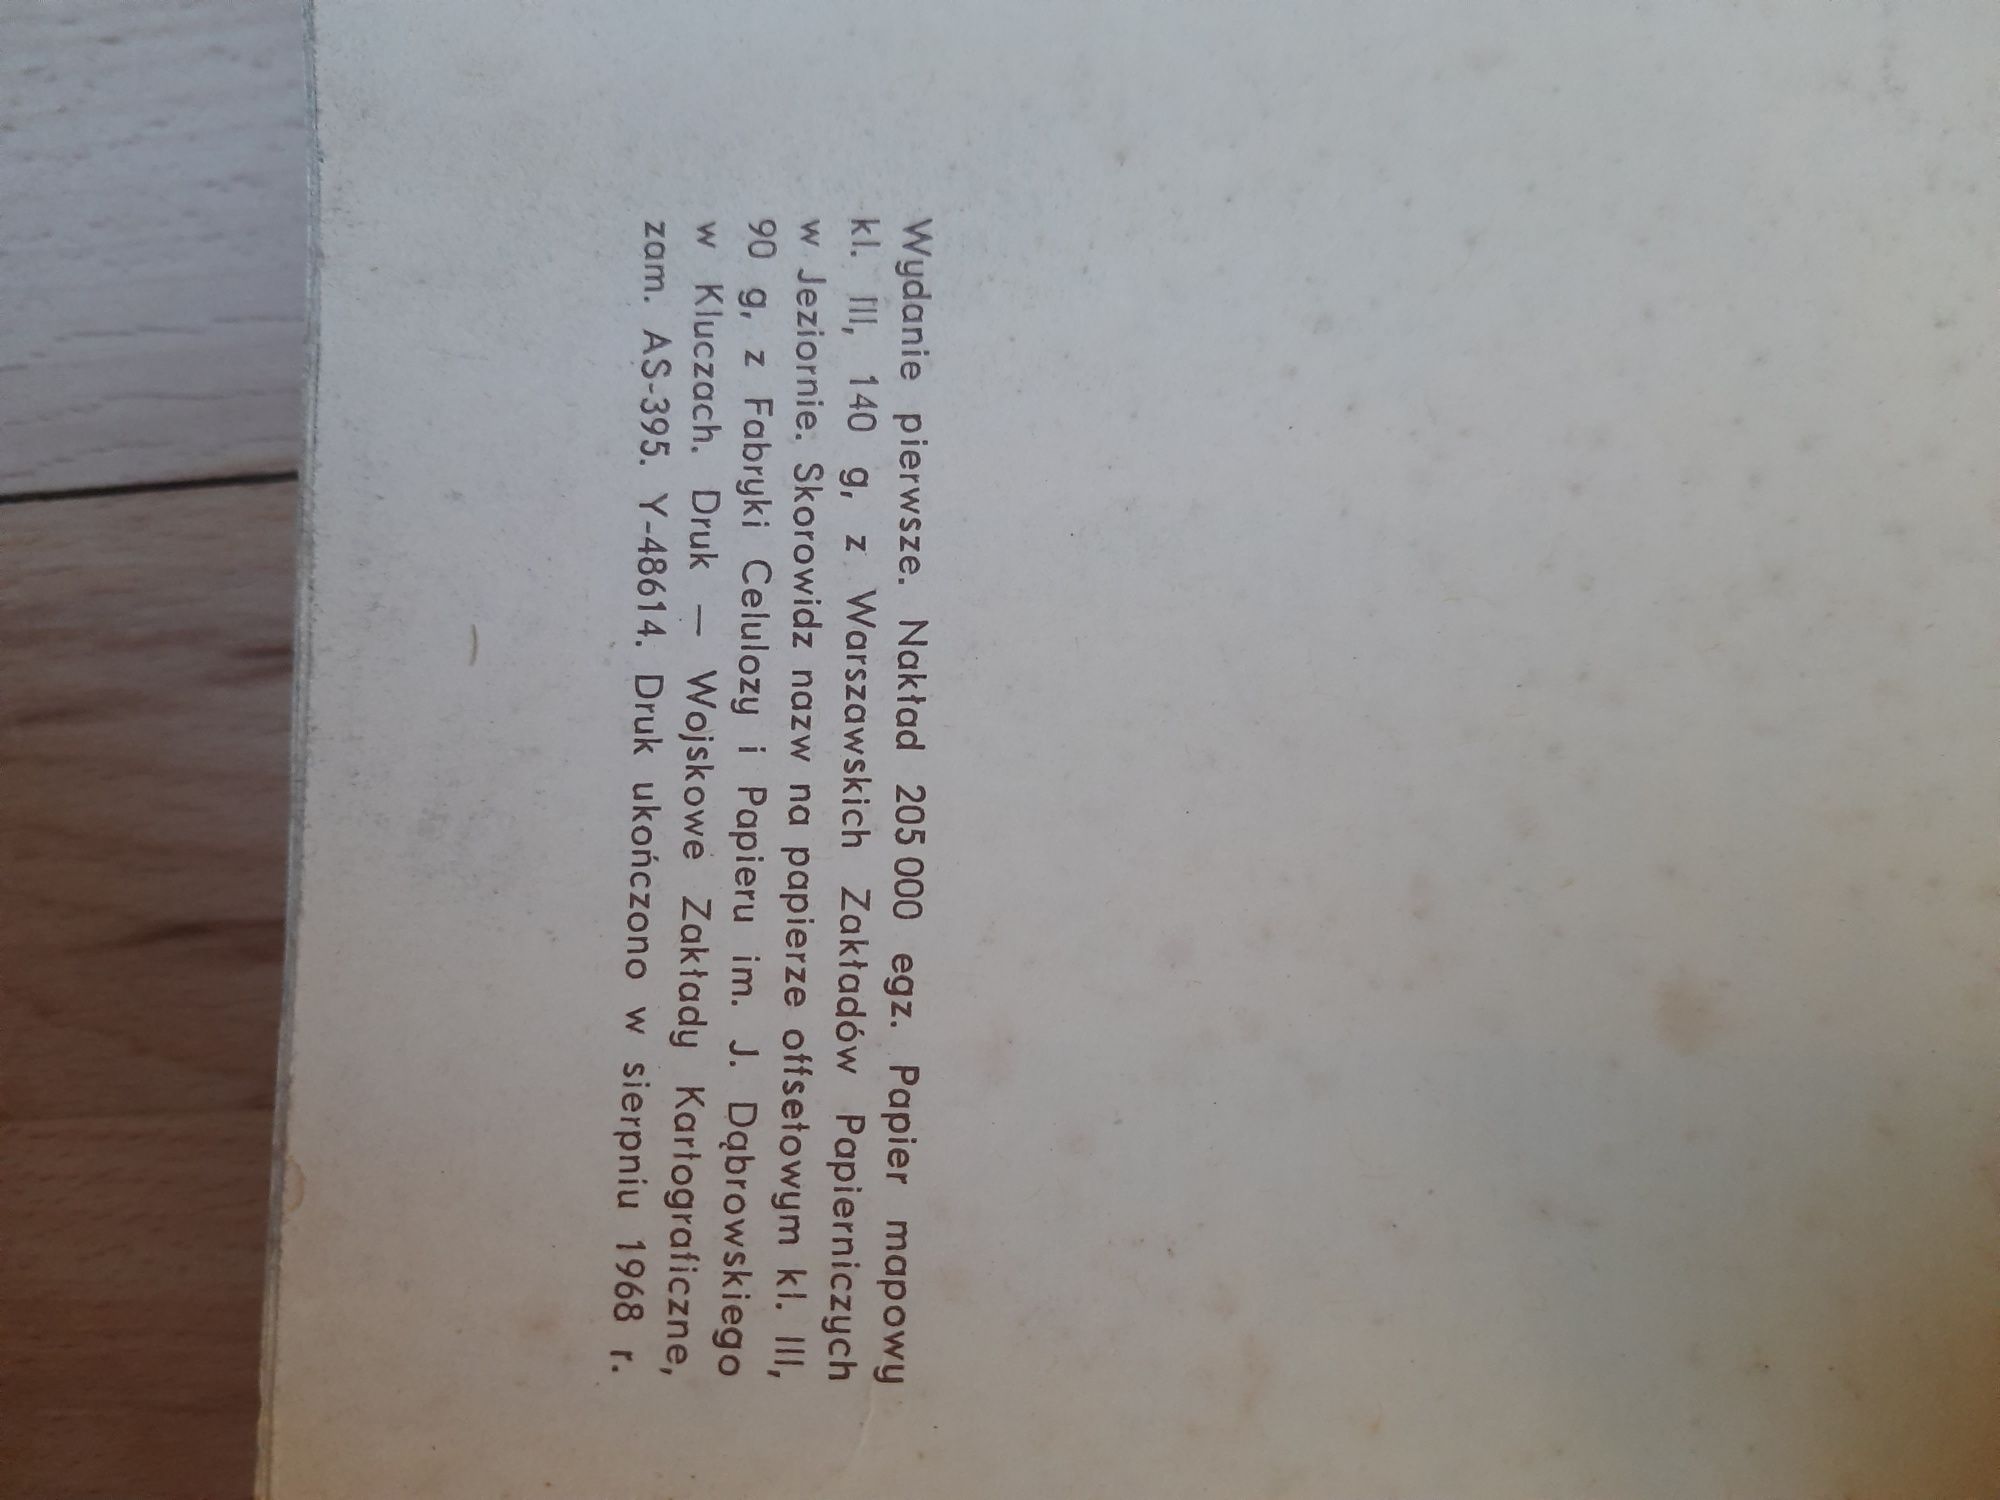 Wydanie pierwsze. Nakład 205 000 egz. Papier mapowy
kl. III, 140 g, z Warszawskich Zakładów Papierniczych
w Jeziornie. Skorowidz nazw na papierze offsetowym kl. III,
90 g, z Fabryki Celulozy i Papieru im. J. Dąbrowskiego
w Kluczach. Druk — Wojskowe Zakłady Kartograficzne,
zam. AS-395. Y-48614. Druk ukończono w sierpniu 1968 r.